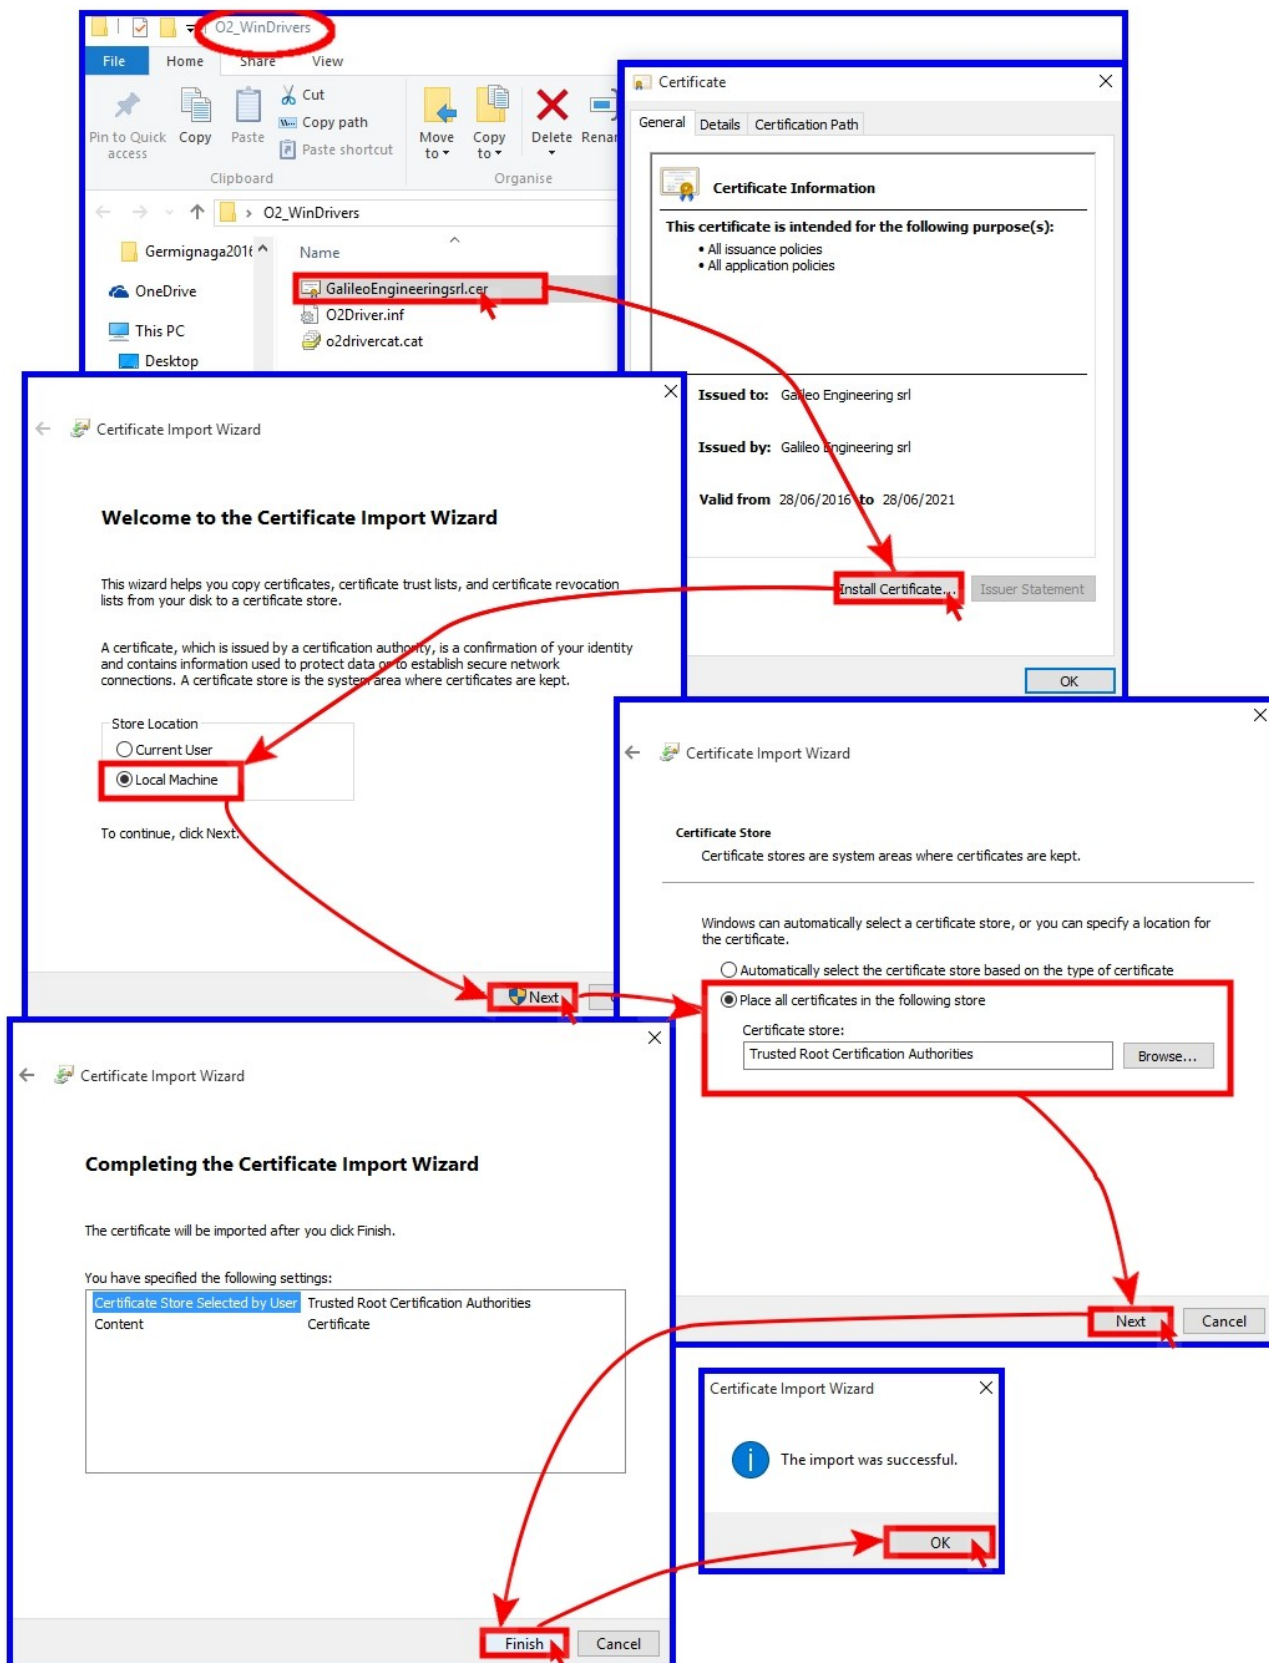 O2_WinDrivers
File Home Share View
Pin to Quick access
Copy
Paste
Cut
Copy path
Paste shortcut
Clipboard
Move to
Copy to
Delete
Organise
O2_WinDrivers
Germignaga2016
OneDrive
This PC
Desktop
Name
GalileoEngineeringsrl.cer
O2Driver.inf
o2drivercat.cat
Certificate
General Details Certification Path
Certificate Information
This certificate is intended for the following purpose(s):
• All issuance policies
• All application policies
Issued to: Galileo Engineering srl
Issued by: Galileo Engineering srl
Valid from 28/06/2016 to 28/06/2021
Install Certificate... Issuer Statement
OK
Certificate Import Wizard
Welcome to the Certificate Import Wizard
This wizard helps you copy certificates, certificate trust lists, and certificate revocation
lists from your disk to a certificate store.
A certificate, which is issued by a certification authority, is a confirmation of your identity
and contains information used to protect data or to establish secure network
connections. A certificate store is the system area where certificates are kept.
Store Location
Current User
Local Machine
To continue, click Next.
Next
Certificate Import Wizard
Certificate Store
Certificate stores are system areas where certificates are kept.
Windows can automatically select a certificate store, or you can specify a location for
the certificate.
Automatically select the certificate store based on the type of certificate
Place all certificates in the following store
Certificate store:
Trusted Root Certification Authorities Browse...
Next Cancel
Certificate Import Wizard
Completing the Certificate Import Wizard
The certificate will be imported after you click Finish.
You have specified the following settings:
Certificate Store Selected by User Trusted Root Certification Authorities
Content Certificate
Finish Cancel
Certificate Import Wizard
The import was successful.
OK